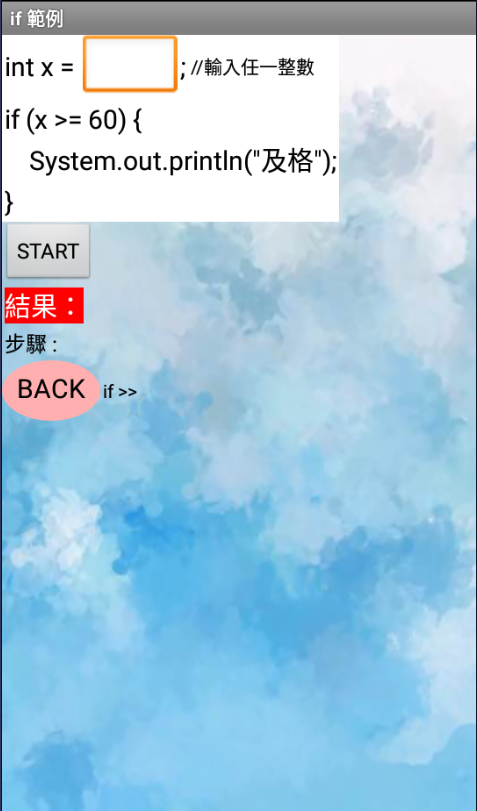 if 範例
int x = ; //輸入任一整數
if (x >= 60) {
System.out.println("及格");
}
START
結果：
步驟 :
BACK if >>